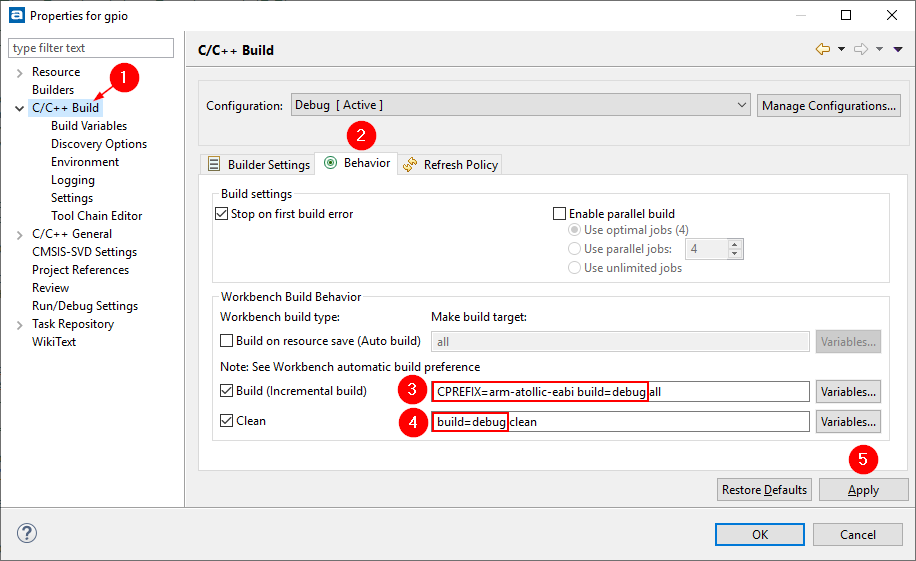 Properties for gpio
type filter text
Resource
Builders
C/C++ Build
Build Variables
Discovery Options
Environment
Logging
Settings
Tool Chain Editor
C/C++ General
CMSIS-SVD Settings
Project References
Review
Run/Debug Settings
Task Repository
WikiText
1
C/C++ Build
Configuration: Debug [ Active ] Manage Configurations...
2
Builder Settings Behavior Refresh Policy
Build settings
Stop on first build error Enable parallel build
Use optimal jobs (4)
Use parallel jobs: 4
Use unlimited jobs
Workbench Build Behavior
Workbench build type: Make build target:
Build on resource save (Auto build) all Variables...
Note: See Workbench automatic build preference
Build (Incremental build) 3 CPREFIX=arm-atollic-eabi build=debug all Variables...
Clean 4 build=debug clean Variables...
5
Restore Defaults Apply
? OK Cancel